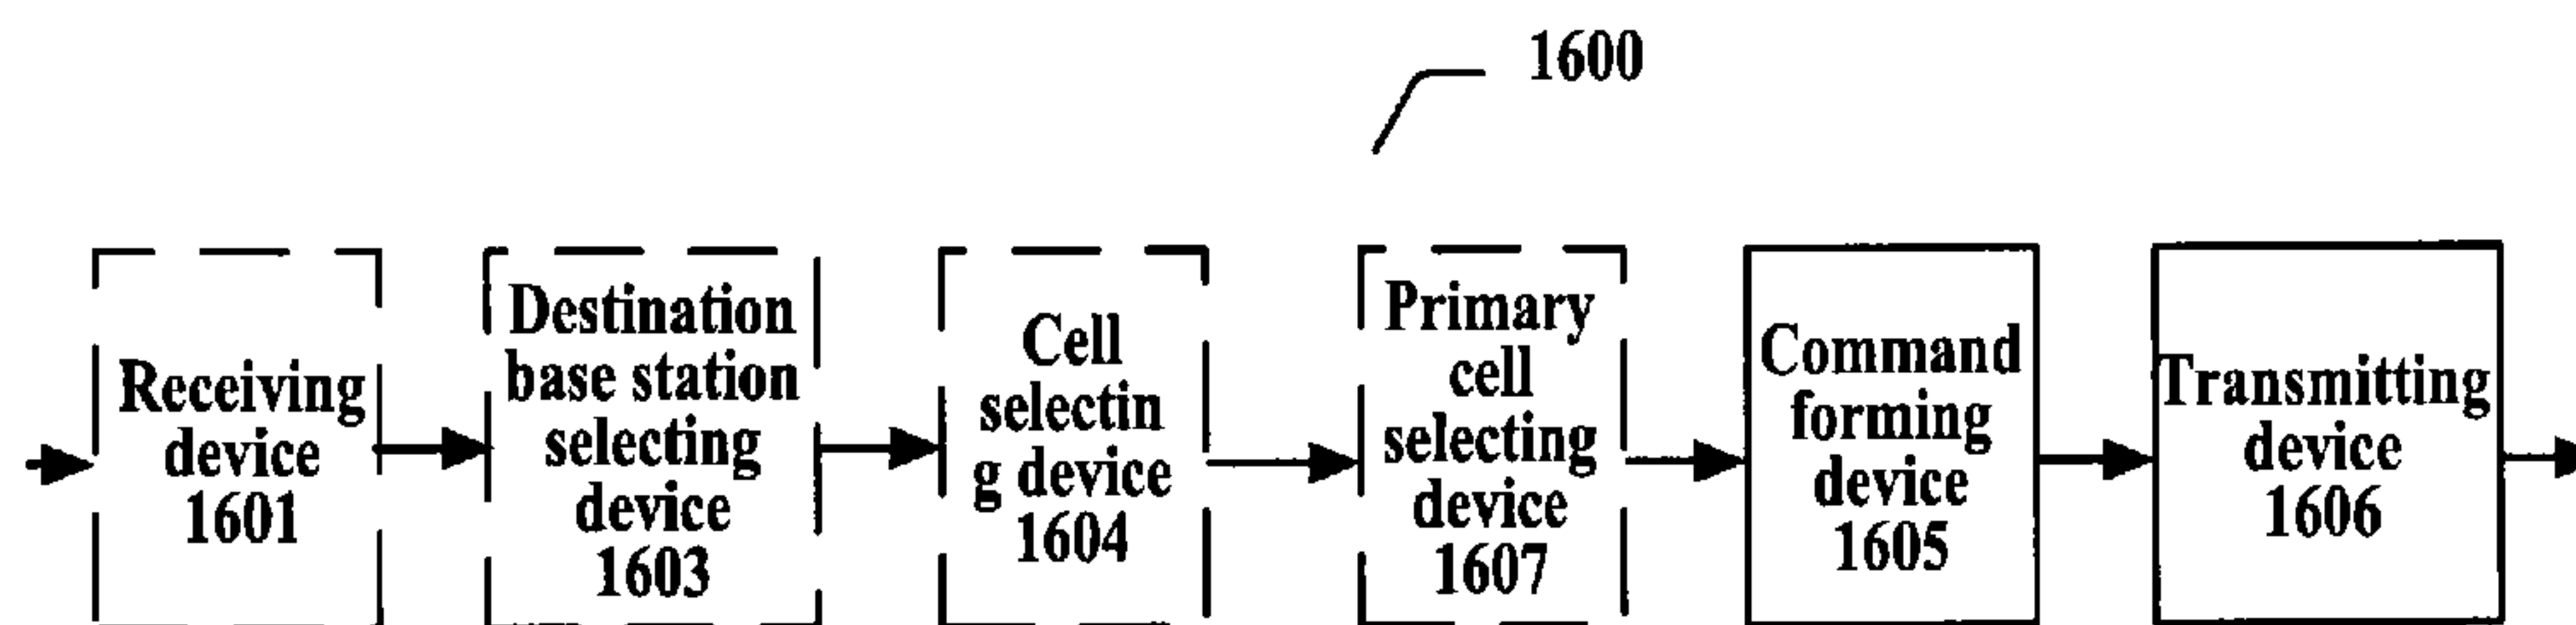 1600
Receiving
device
1601
Destination
base station
selecting
device
1603
Cell
selectin
g device
1604
Primary
cell
selecting
device
1607
Command
forming
device
1605
Transmitting
device
1606